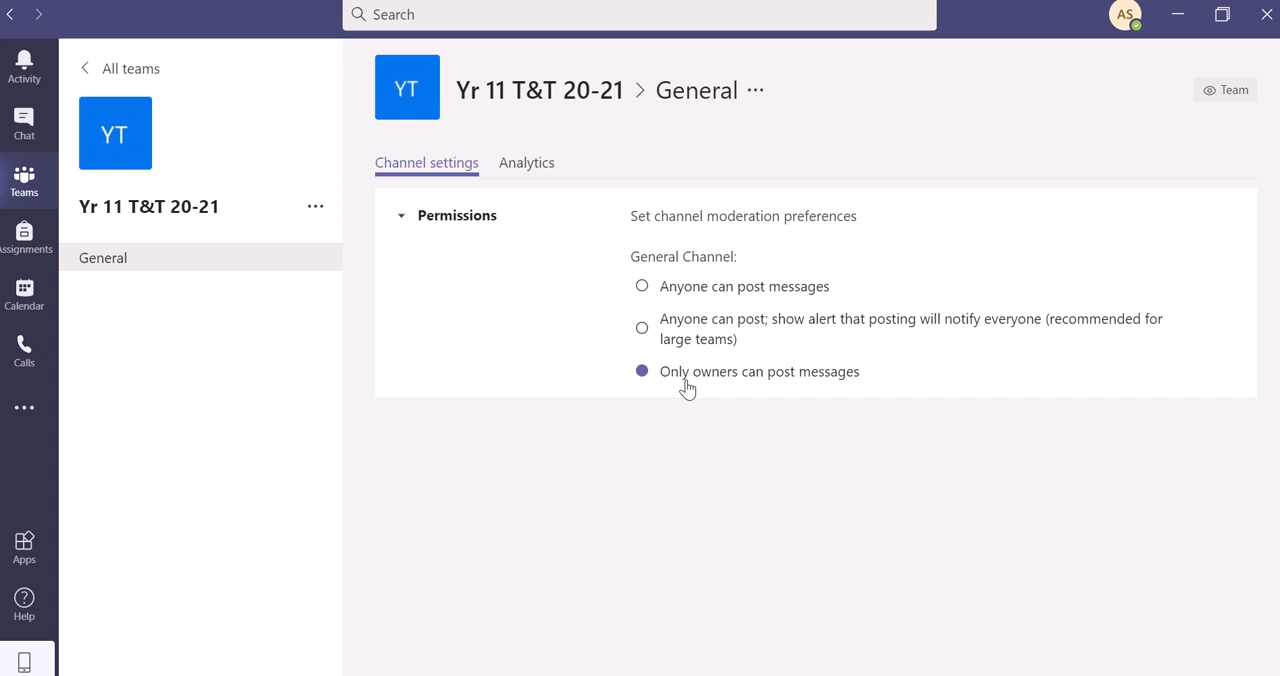 Search
AS
Activity
Chat
Teams
Assignments
Calendar
Calls
Apps
Help
All teams
YT
Yr 11 T&T 20-21 ...
General
YT
Yr 11 T&T 20-21 > General ...
Team
Channel settings Analytics
Permissions
Set channel moderation preferences
General Channel:
Anyone can post messages
Anyone can post; show alert that posting will notify everyone (recommended for
large teams)
Only owners can post messages